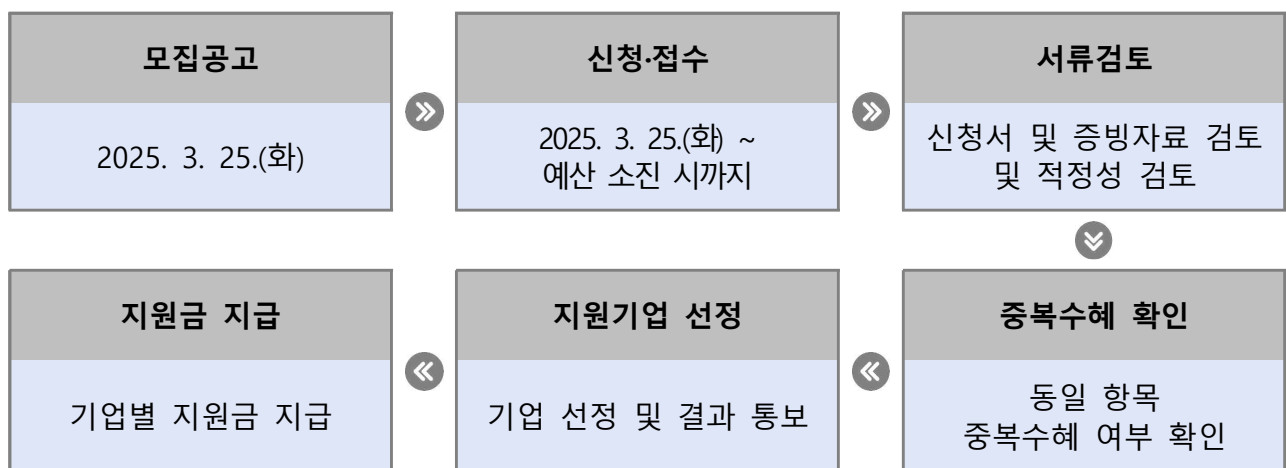 모집공고
2025. 3. 25.(화)
신청·접수
2025. 3. 25.(화) ~
예산 소진 시까지
서류검토
신청서 및 증빙자료 검토
및 적정성 검토
중복수혜 확인
동일 항목
중복수혜 여부 확인
지원기업 선정
기업 선정 및 결과 통보
지원금 지급
기업별 지원금 지급